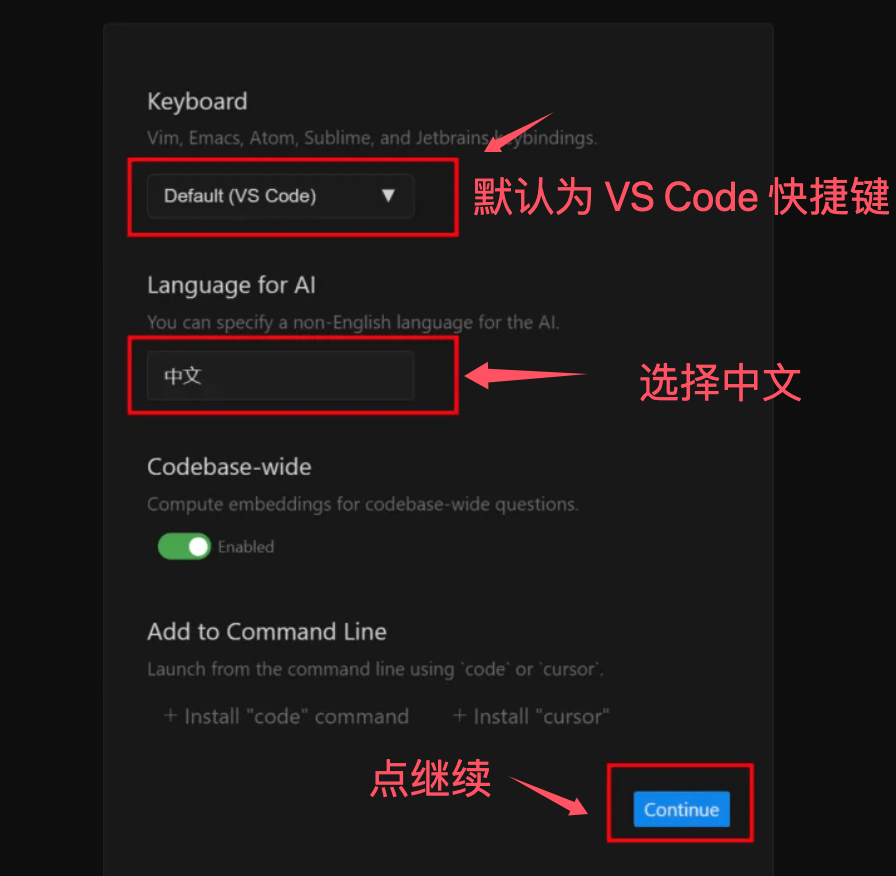 Keyboard
Vim, Emacs, Atom, Sublime, and Jetbrains keybindings.
Default (VS Code)
默认为 VS Code 快捷键
Language for AI
You can specify a non-English language for the AI.
中文
选择中文
Codebase-wide
Compute embeddings for codebase-wide questions.
Enabled
Add to Command Line
Launch from the command line using `code` or `cursor`.
+ Install "code" command
+ Install "cursor"
点继续
Continue